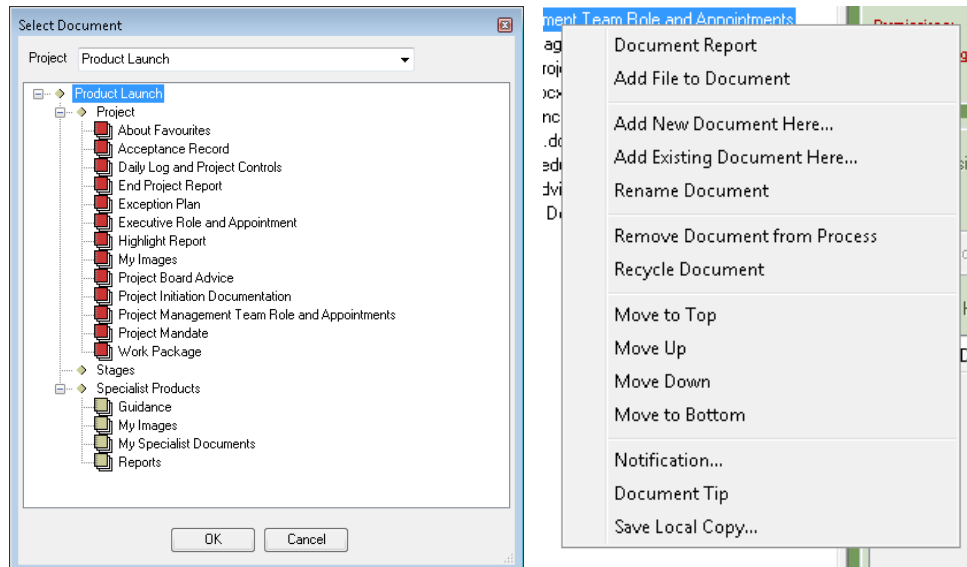 Select Document
Project Product Launch
Product Launch
Project
About Favourites
Acceptance Record
Daily Log and Project Controls
End Project Report
Exception Plan
Executive Role and Appointment
Highlight Report
My Images
Project Board Advice
Project Initiation Documentation
Project Management Team Role and Appointments
Project Mandate
Work Package
Stages
Specialist Products
Guidance
My Images
My Specialist Documents
Reports
OK Cancel
ment Team Role and Appointments
Document Report
Add File to Document
Add New Document Here...
Add Existing Document Here...
Rename Document
Remove Document from Process
Recycle Document
Move to Top
Move Up
Move Down
Move to Bottom
Notification...
Document Tip
Save Local Copy...